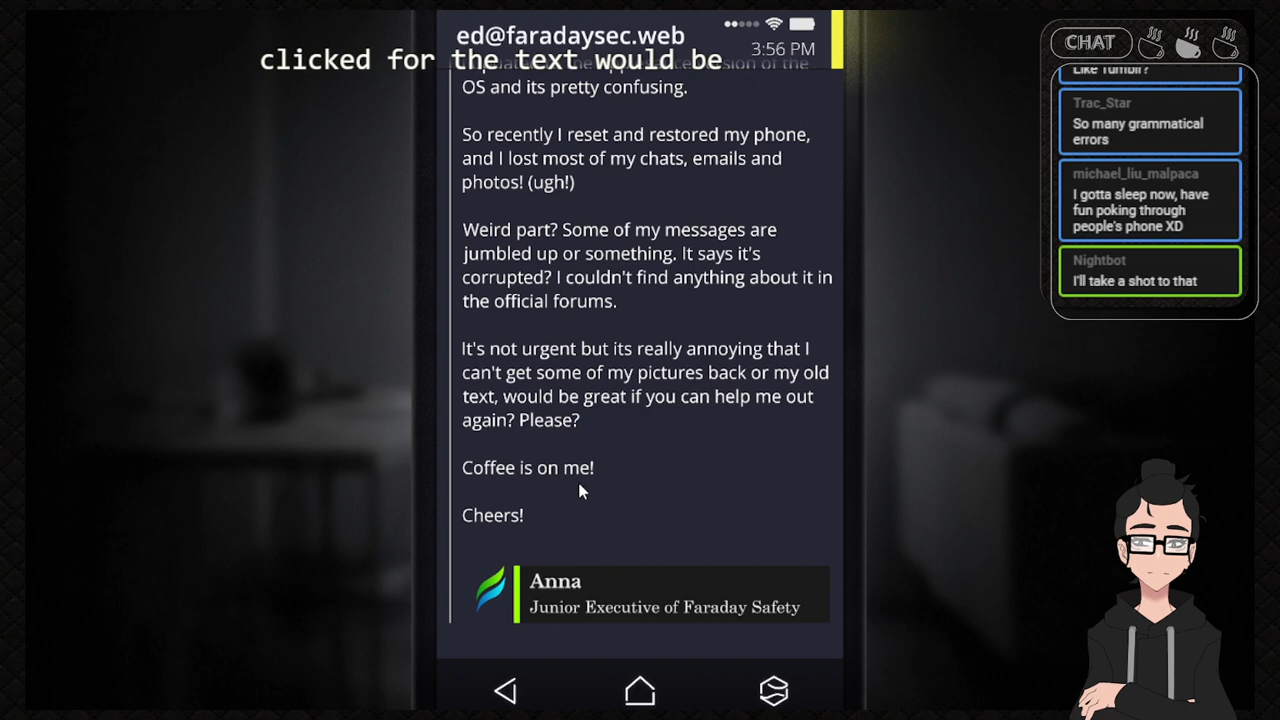 ed@faradaysec.web
3:56 PM
clicked for the text would be
OS and its pretty confusing.
So recently I reset and restored my phone,
and I lost most of my chats, emails and
photos! (ugh!)
Weird part? Some of my messages are
jumbled up or something. It says it's
corrupted? I couldn't find anything about it in
the official forums.
It's not urgent but its really annoying that I
can't get some of my pictures back or my old
text, would be great if you can help me out
again? Please?
Coffee is on me!
Cheers!
Anna
Junior Executive of Faraday Safety
CHAT
Like Tumblr?
Trac_Star
So many grammatical
errors
michael_liu_malpaca
I gotta sleep now, have
fun poking through
people's phone XD
Nightbot
I'll take a shot to that